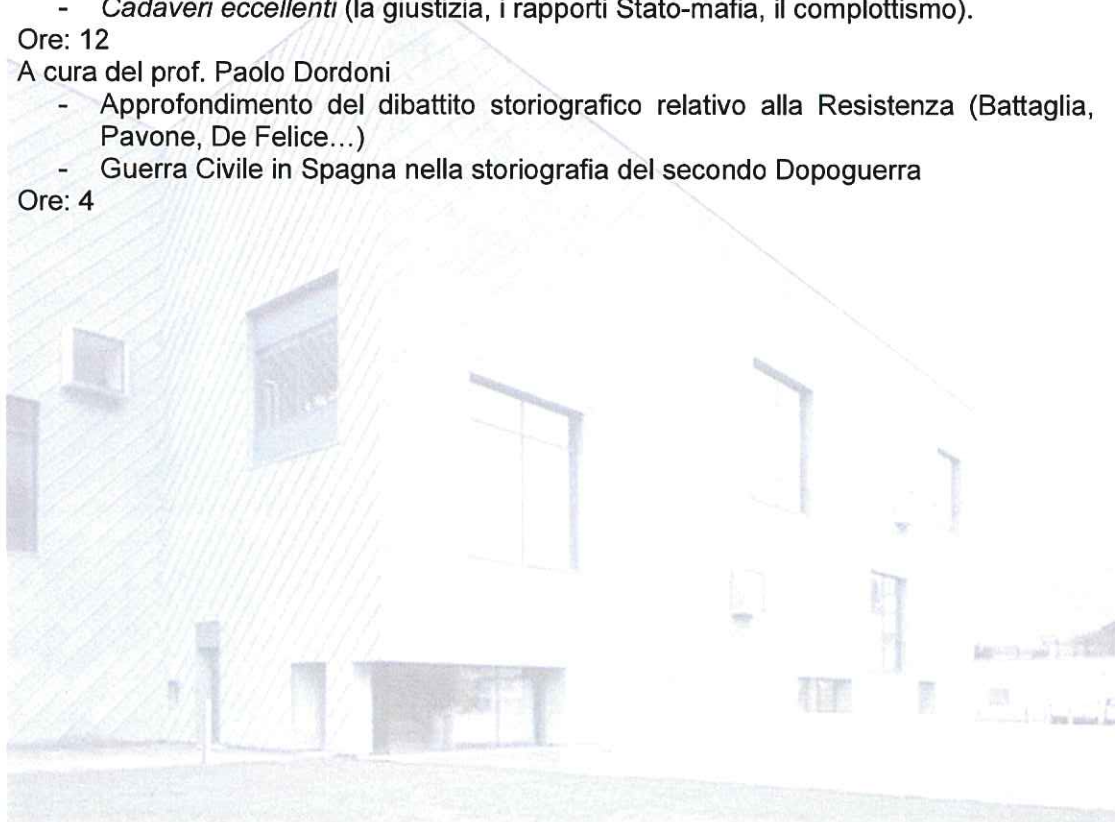 - Cadaveri eccellenti (la giustizia, i rapporti Stato-mafia, il complottismo).
Ore: 12
A cura del prof. Paolo Dordoni
- Approfondimento del dibattito storiografico relativo alla Resistenza (Battaglia,
Pavone, De Felice...)
- Guerra Civile in Spagna nella storiografia del secondo Dopoguerra
Ore: 4